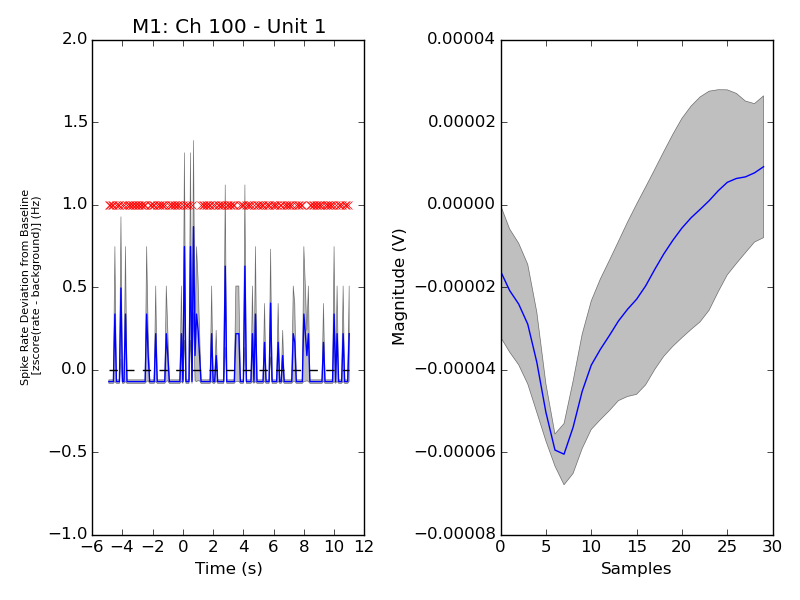 M1: Ch 100 - Unit 1
2.0
1.5
1.0
0.5
0.0
−0.5
−1.0
−6 −4 −2 0 2 4 6 8 10 12
Time (s)
Spike Rate Deviation from Baseline
[zscore(rate - background)] (Hz)
0.00004
0.00002
0.00000
−0.00002
−0.00004
−0.00006
−0.00008
0 5 10 15 20 25 30
Samples
Magnitude (V)